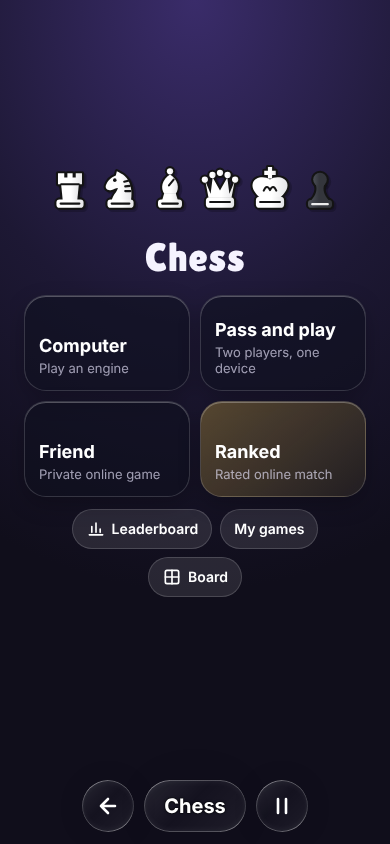 Chess
Computer
Play an engine
Pass and play
Two players, one
device
Friend
Private online game
Ranked
Rated online match
Leaderboard
My games
Board
Chess